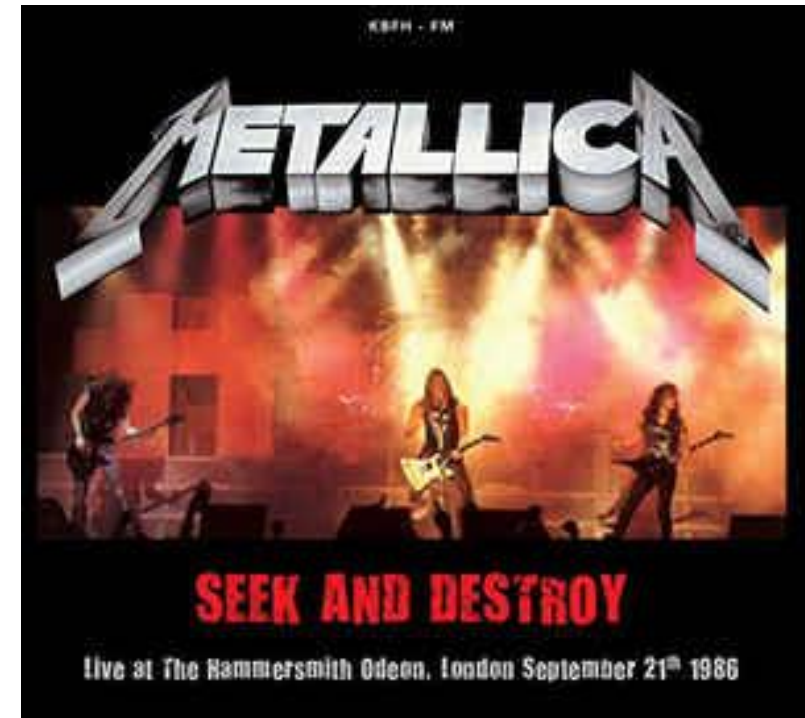 KBFH - FM
METALLICA
SEEK AND DESTROY
Live at The Hammersmith Odeon, London September 21th 1986